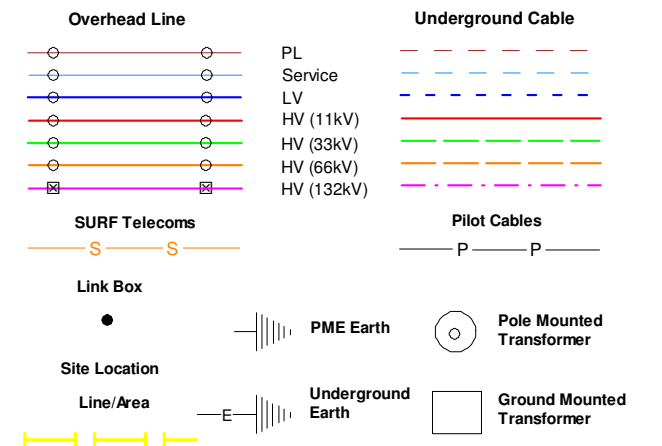 Overhead Line
Underground Cable
PL
Service
LV
HV (11kV)
HV (33kV)
HV (66kV)
HV (132kV)
SURF Telecoms
S S
Pilot Cables
P P
Link Box
PME Earth
Pole Mounted
Transformer
Site Location
Line/Area
E
Underground
Earth
Ground Mounted
Transformer